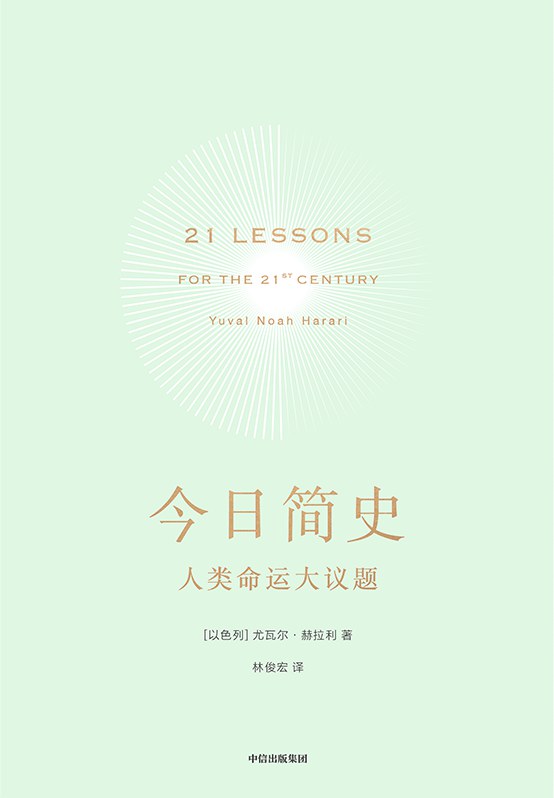 21 LESSONS
FOR THE 21ST CENTURY
Yuval Noah Harari
今日简史
人类命运大议题
[以色列] 尤瓦尔·赫拉利 著
林俊宏 译
中信出版集团